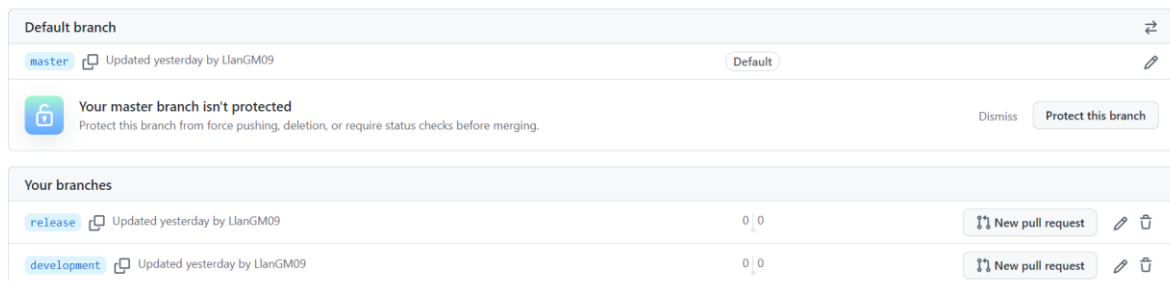 Default branch
master Updated yesterday by LlanGM09 Default
Your master branch isn't protected
Protect this branch from force pushing, deletion, or require status checks before merging.
Dismiss Protect this branch
Your branches
release Updated yesterday by LlanGM09 0 0 New pull request
development Updated yesterday by LlanGM09 0 0 New pull request